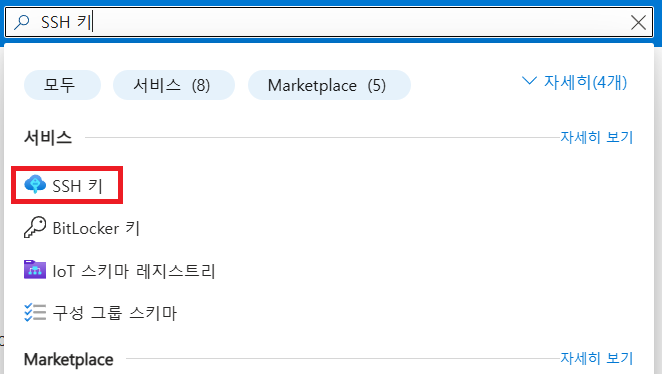 SSH 키
모두
서비스 (8)
Marketplace (5)
자세히(4개)
서비스
자세히 보기
SSH 키
BitLocker 키
IoT 스키마 레지스트리
구성 그룹 스키마
Marketplace
자세히 보기